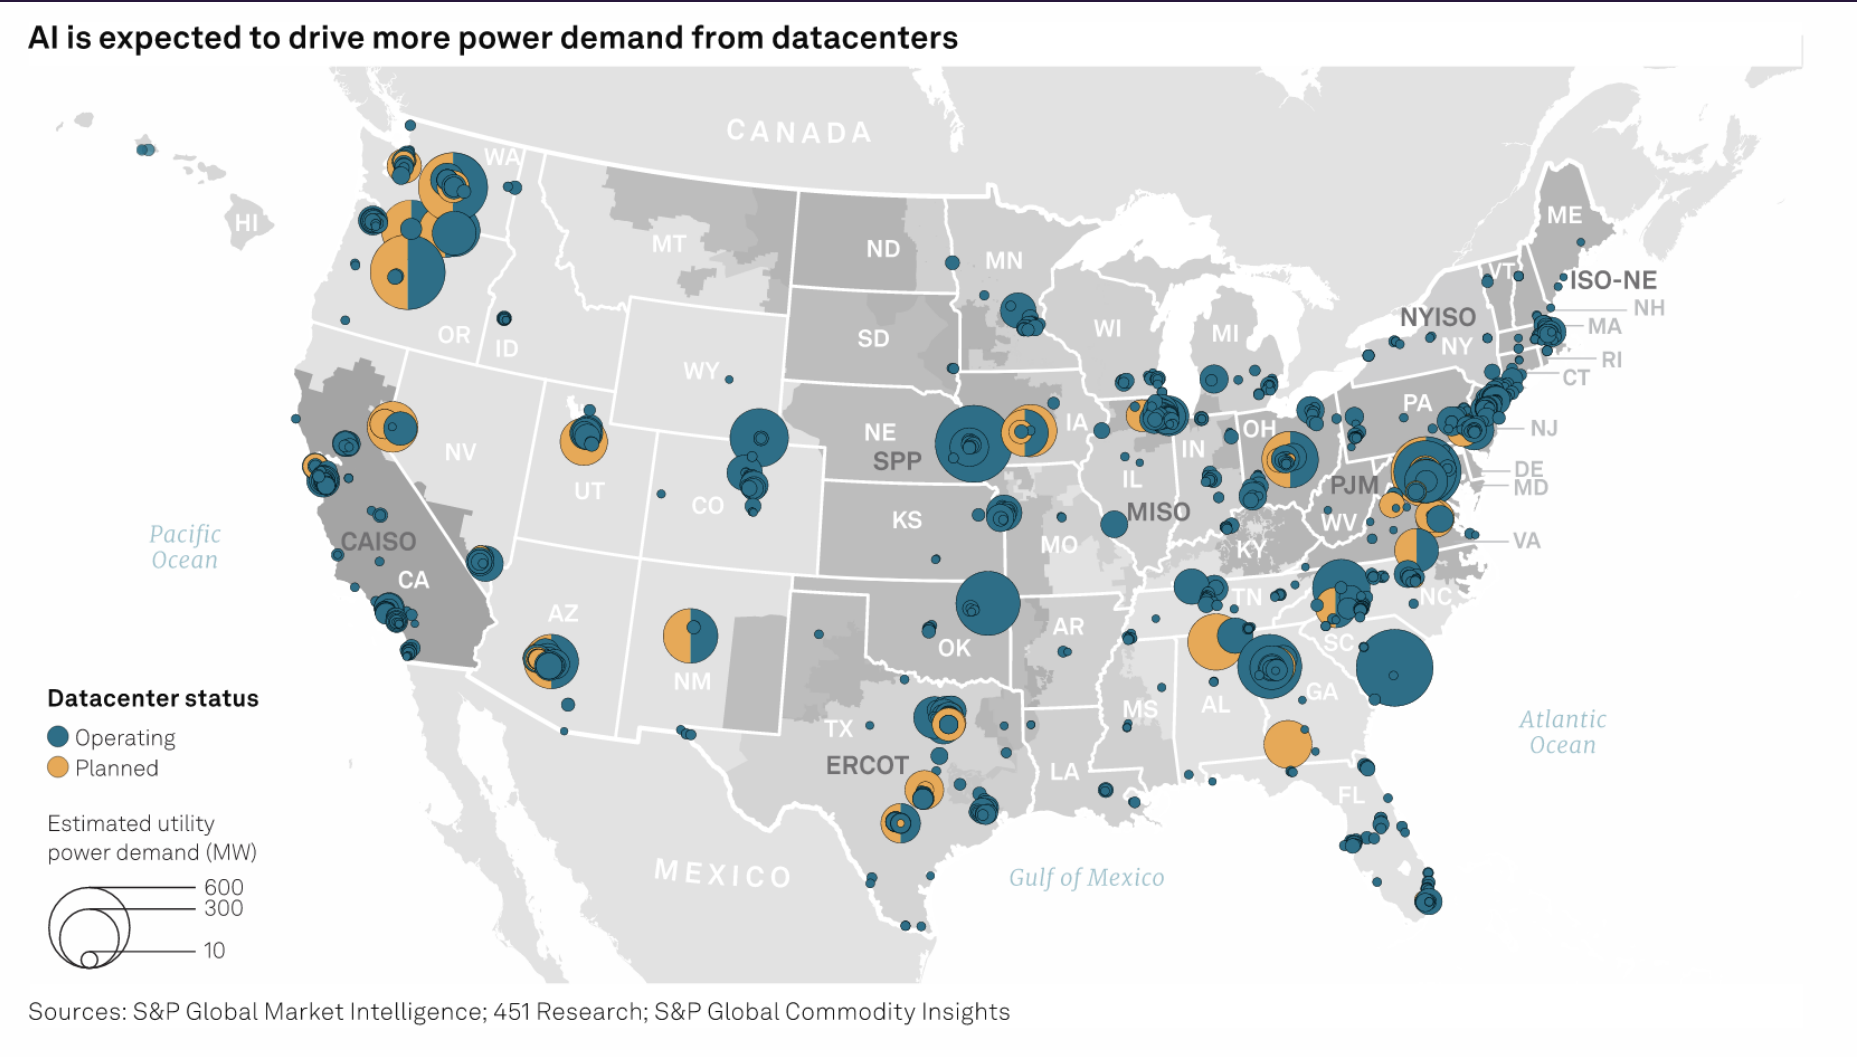 AI is expected to drive more power demand from datacenters
CANADA
WA
HI
MT
ND
MN
ME
VT
ISO-NE
NH
NYISO
MA
NY
RI
CT
OR
ID
SD
WI
MI
WY
PA
NJ
NV
NE
SPP
IA
OH
IN
IL
DE
MD
PJM
UT
CO
KS
MISO
WV
VA
Pacific
Ocean
CAISO
CA
MO
KY
NC
AZ
NM
OK
AR
TN
SC
MS
AL
GA
TX
ERCOT
LA
FL
Atlantic
Ocean
Gulf of Mexico
MEXICO
Datacenter status
Operating
Planned
Estimated utility
power demand (MW)
600
300
10
Sources: S&P Global Market Intelligence; 451 Research; S&P Global Commodity Insights